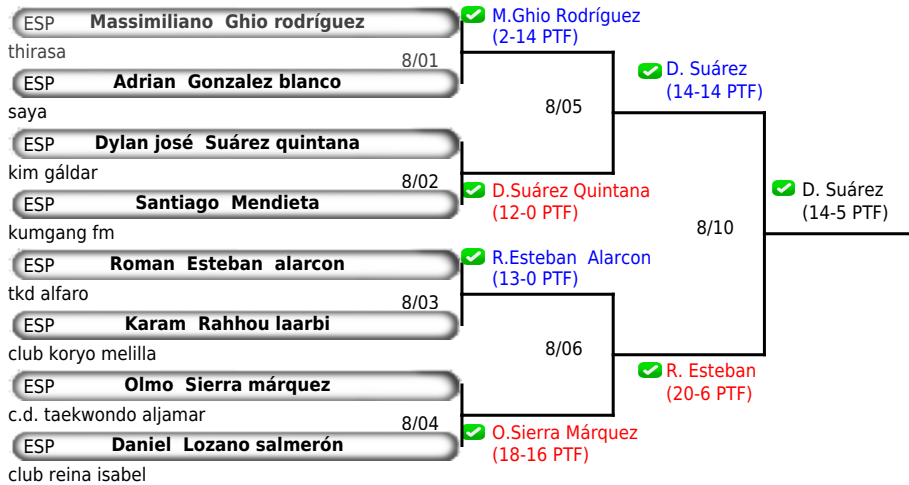 ESP Massimiliano Ghio rodríguez
thirasa
8/01
ESP Adrian Gonzalez blanco
saya
ESP Dylan josé Suárez quintana
kim gáldar
8/02
ESP Santiago Mendieta
kumgang fm
ESP Roman Esteban alarcon
tkd alfaro
8/03
ESP Karam Rahhou laarbi
club koryo melilla
ESP Olmo Sierra márquez
c.d. taekwondo aljamar
8/04
ESP Daniel Lozano salmerón
club reina isabel
M.Ghio Rodríguez
(2-14 PTF)
8/05
D.Suárez Quintana
(12-0 PTF)
R.Esteban Alarcon
(13-0 PTF)
8/06
O.Sierra Márquez
(18-16 PTF)
D. Suárez
(14-14 PTF)
8/10
R. Esteban
(20-6 PTF)
D. Suárez
(14-5 PTF)